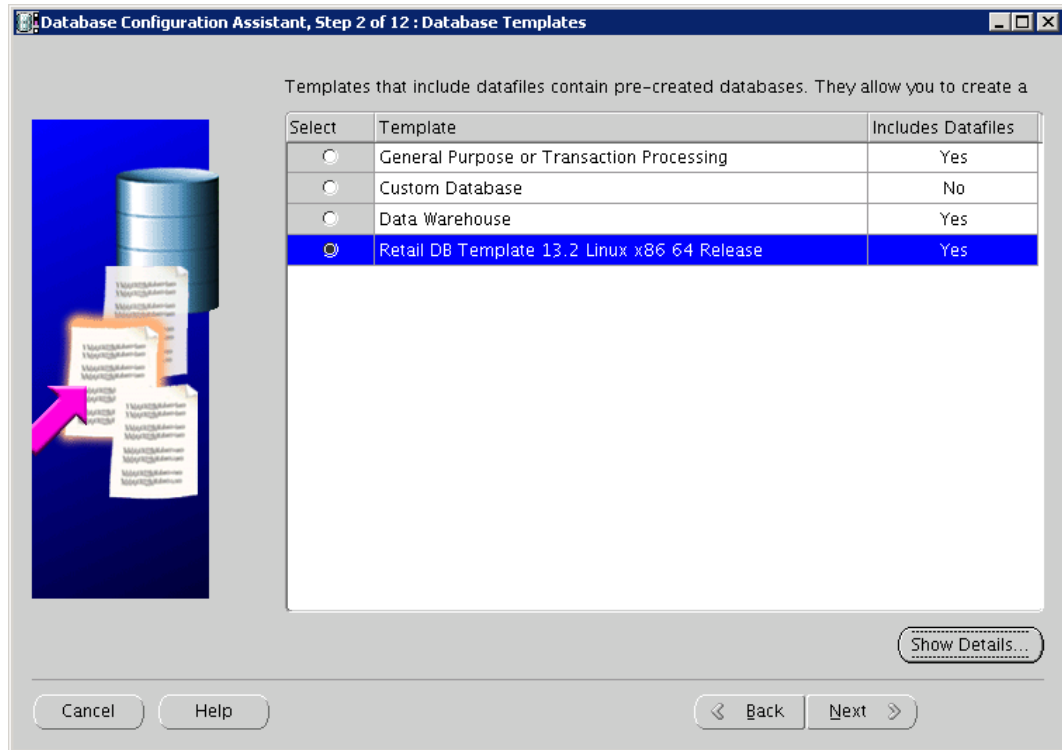 Database Configuration Assistant, Step 2 of 12 : Database Templates
Templates that include datafiles contain pre-created databases. They allow you to create a
Select Template Includes Datafiles
General Purpose or Transaction Processing Yes
Custom Database No
Data Warehouse Yes
Retail DB Template 13.2 Linux x86 64 Release Yes
Show Details...
Cancel Help Back Next